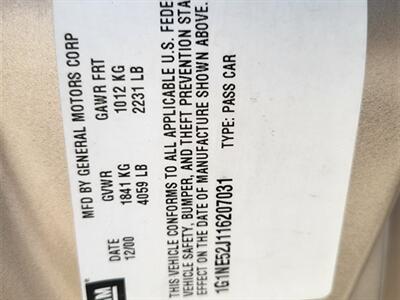 MFD BY GENERAL MOTORS CORP
DATE GVWR GAWR FRT
12/00 1841 KG 1012 KG
4059 LB 2231 LB
THIS VEHICLE CONFORMS TO ALL APPLICABLE U.S. FEDE
VEHICLE SAFETY, BUMPER, AND THEFT PREVENTION STA
EFFECT ON THE DATE OF MANUFACTURE SHOWN ABOVE.
1G1NE52J116207031 TYPE: PASS CAR
GM